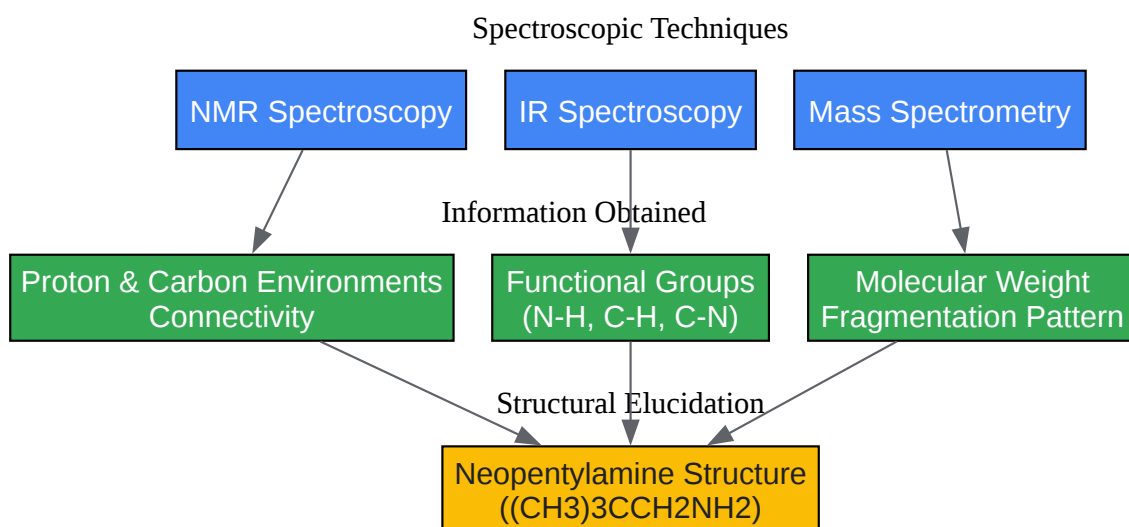 Spectroscopic Techniques
NMR Spectroscopy
IR Spectroscopy
Mass Spectrometry
Information Obtained
Proton & Carbon Environments
Connectivity
Functional Groups
(N-H, C-H, C-N)
Molecular Weight
Fragmentation Pattern
Structural Elucidation
Neopentylamine Structure
((CH3)3CCH2NH2)